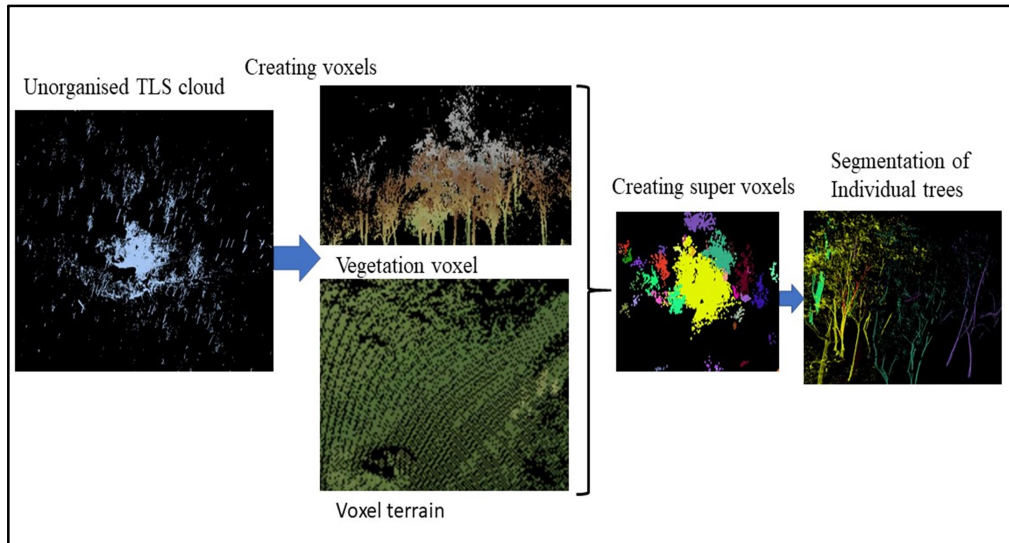 Unorganised TLS cloud
Creating voxels
Vegetation voxel
Voxel terrain
Creating super voxels
Segmentation of
Individual trees